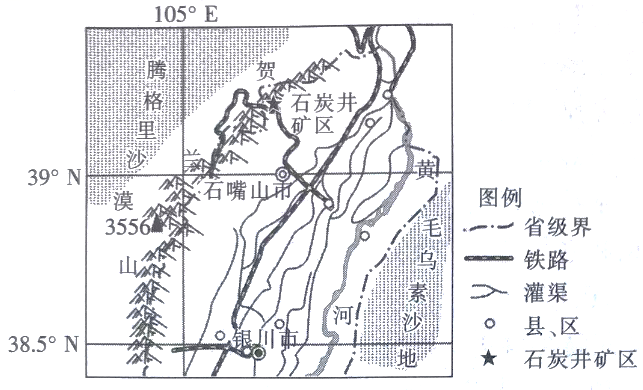 105° E
腾格里沙漠
贺兰山
石炭井
矿区
39° N
石嘴山市
3556
黄河
毛乌素沙地
银川市
38.5° N
图例
省级界
铁路
灌渠
县、区
石炭井矿区